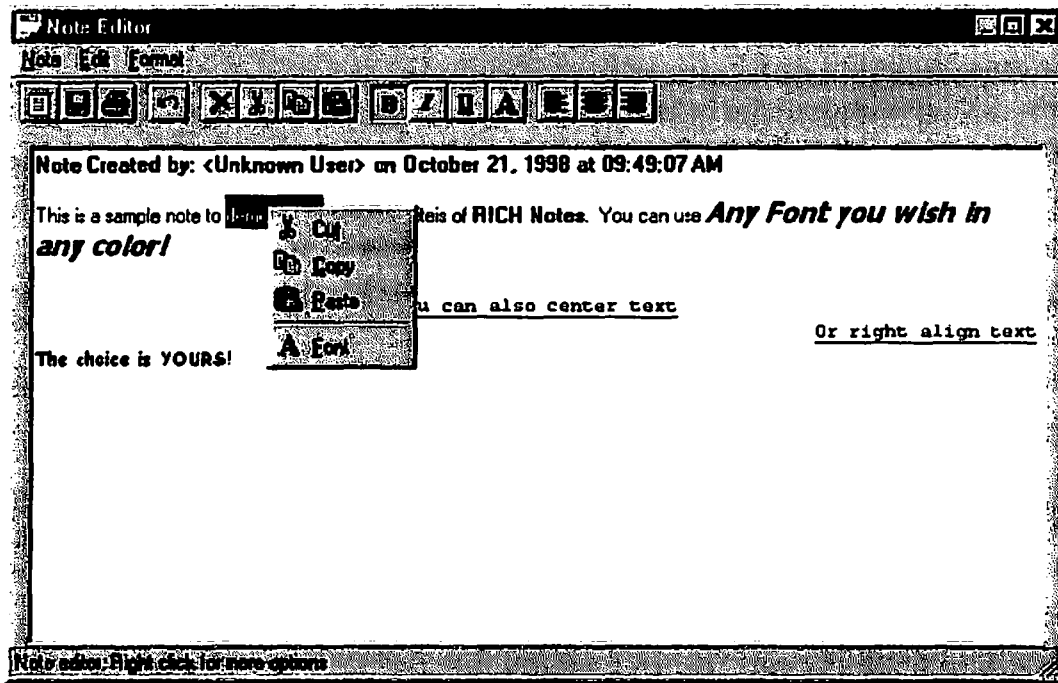 Note Editor
Note Edit Format
B I U A
Note Created by: <Unknown User> on October 21, 1998 at 09:49:07 AM
This is a sample note to of RICH Notes. You can use Any Font you wish in
any color!
Cut
Copy
Paste
u can also center text
Or right align text
A Font
The choice is YOURS!
Note editor- Right click for more options